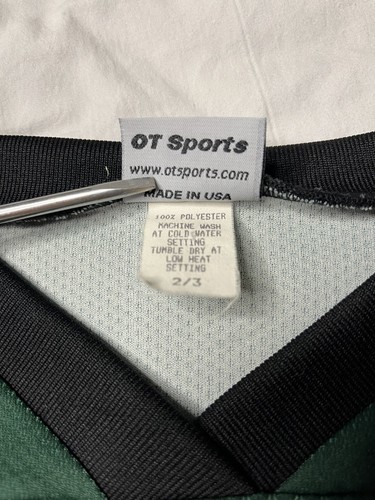 OT Sports
www.otsports.com
MADE IN USA
100% POLYESTER
MACHINE WASH
AT COLD WATER
SETTING
TUMBLE DRY AT
LOW HEAT
SETTING
2/3